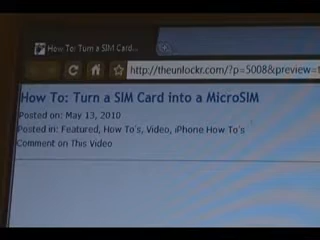 How To: Turn a SIM Card...
http://theunlockr.com/?p=5008&preview=t
How To: Turn a SIM Card into a MicroSIM
Posted on: May 13, 2010
Posted in: Featured, How To's, Video, iPhone How To's
Comment on This Video